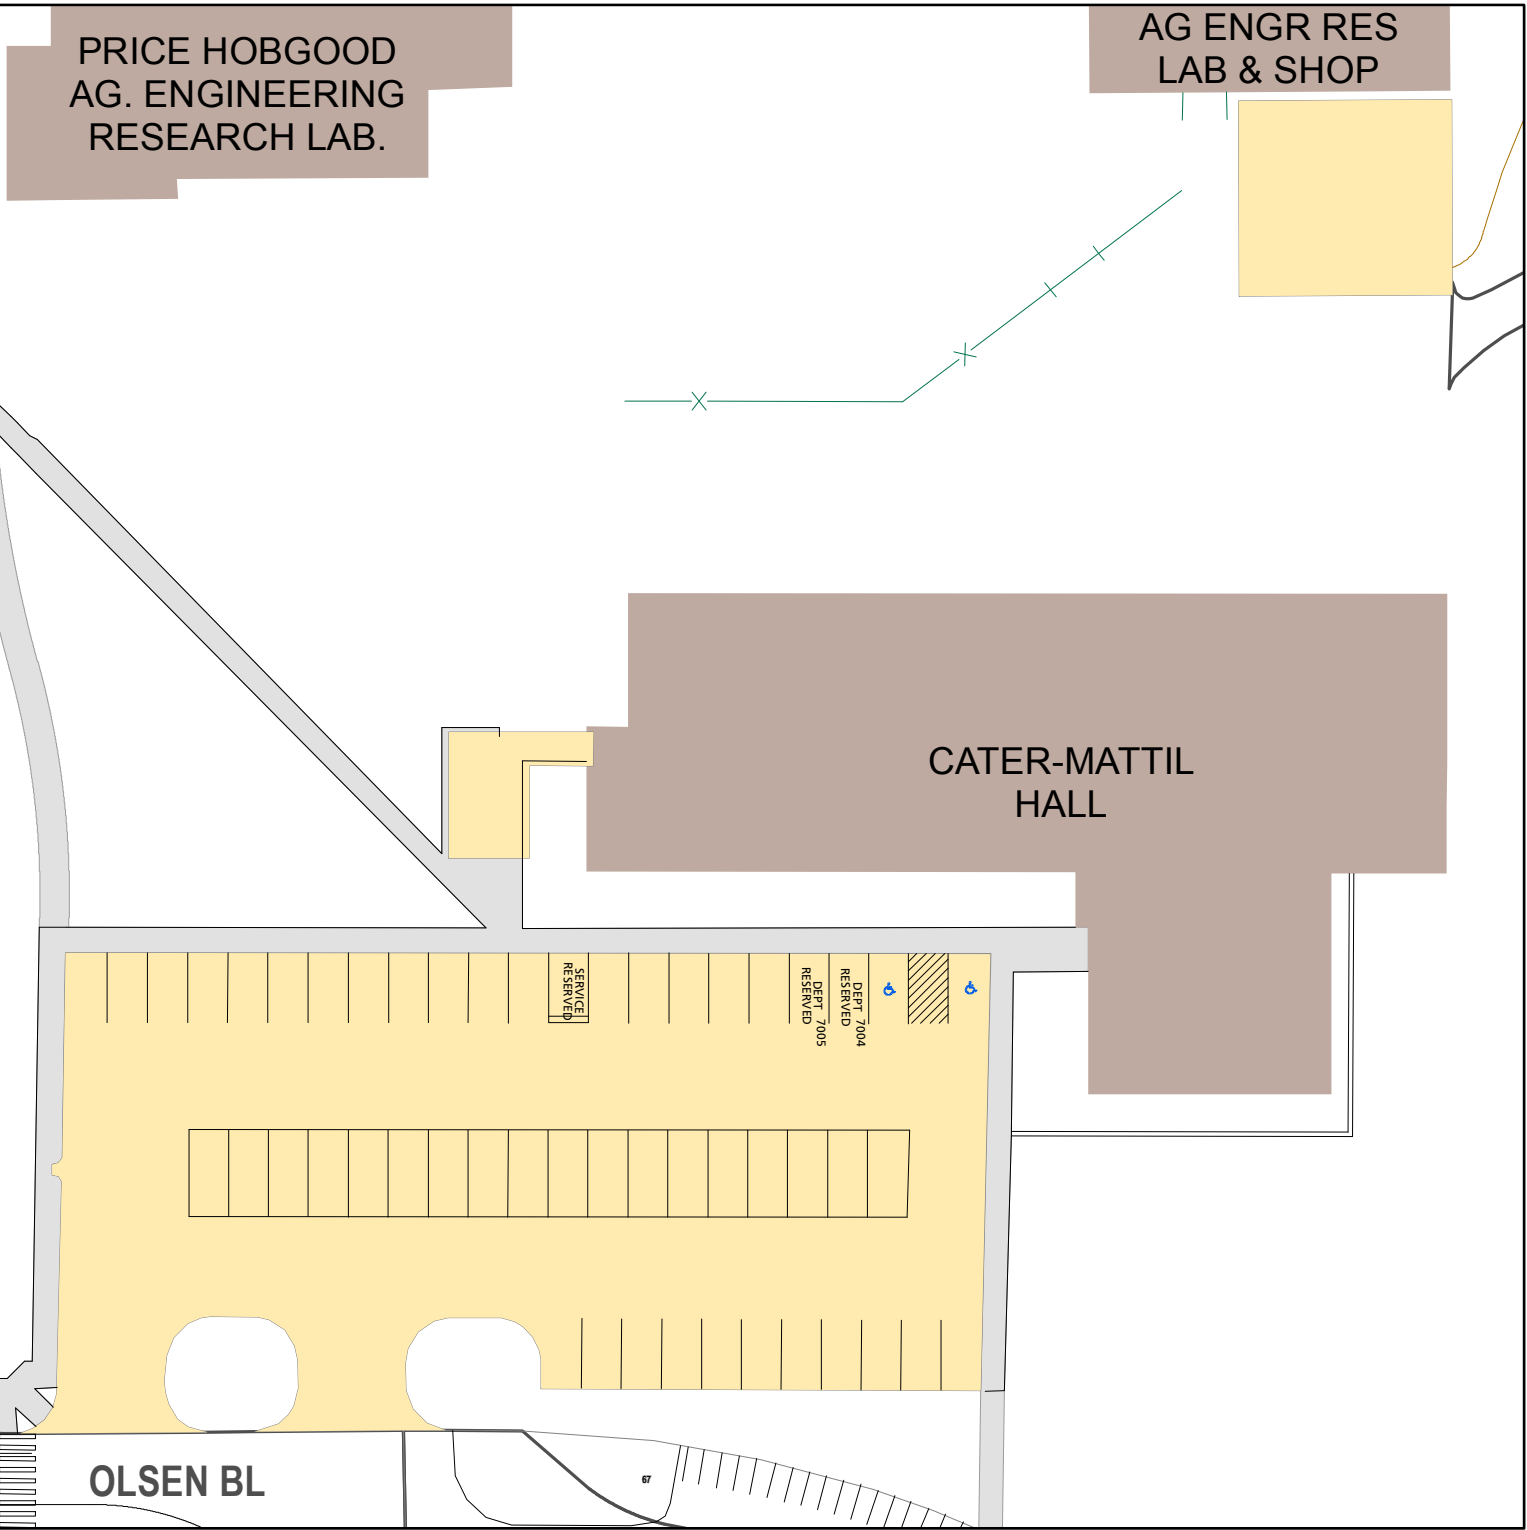 PRICE HOBGOOD
AG. ENGINEERING
RESEARCH LAB.
AG ENGR RES
LAB & SHOP
CATER-MATTIL
HALL
SERVICE
RESERVED
DEPT 7005
RESERVED
DEPT 7004
RESERVED
OLSEN BL
67